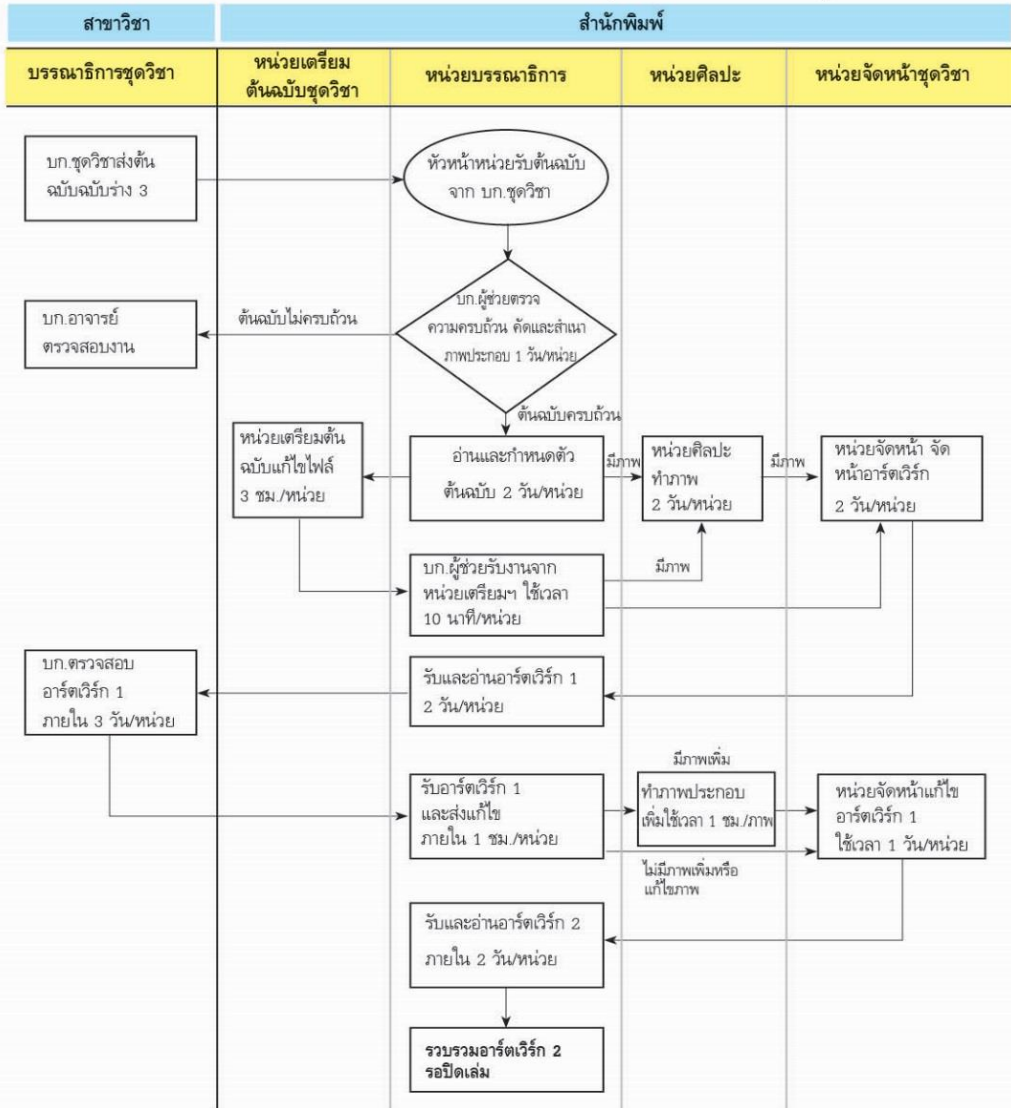 สาขาวิชา
สำนักพิมพ์
บรรณาธิการชุดวิชา
หน่วยเตรียม
ต้นฉบับชุดวิชา
หน่วยบรรณาธิการ
หน่วยศิลปะ
หน่วยจัดหน้าชุดวิชา
บก.ชุดวิชาส่งต้น
ฉบับฉบับร่าง 3
หัวหน้าหน่วยรับต้นฉบับ
จาก บก.ชุดวิชา
บก.ผู้ช่วยตรวจ
ความครบถ้วน คัดและสำเนา
ภาพประกอบ 1 วัน/หน่วย
ต้นฉบับไม่ครบถ้วน
บก.อาจารย์
ตรวจสอบงาน
ต้นฉบับครบถ้วน
หน่วยเตรียมต้น
ฉบับแก้ไขไฟล์
3 ชม./หน่วย
อ่านและกำหนดตัว
ต้นฉบับ 2 วัน/หน่วย
มีภาพ
หน่วยศิลปะ
ทำภาพ
2 วัน/หน่วย
มีภาพ
หน่วยจัดหน้า จัด
หน้าอาร์ตเวิร์ก
2 วัน/หน่วย
บก.ผู้ช่วยรับงานจาก
หน่วยเตรียมฯ ใช้เวลา
10 นาที/หน่วย
มีภาพ
บก.ตรวจสอบ
อาร์ตเวิร์ก 1
ภายใน 3 วัน/หน่วย
รับและอ่านอาร์ตเวิร์ก 1
2 วัน/หน่วย
รับอาร์ตเวิร์ก 1
และส่งแก้ไข
ภายใน 1 ชม./หน่วย
มีภาพเพิ่ม
ทำภาพประกอบ
เพิ่มใช้เวลา 1 ชม./ภาพ
หน่วยจัดหน้าแก้ไข
อาร์ตเวิร์ก 1
ใช้เวลา 1 วัน/หน่วย
ไม่มีภาพเพิ่มหรือ
แก้ไขภาพ
รับและอ่านอาร์ตเวิร์ก 2
ภายใน 2 วัน/หน่วย
รวบรวมอาร์ตเวิร์ก 2
รอปิดเล่ม